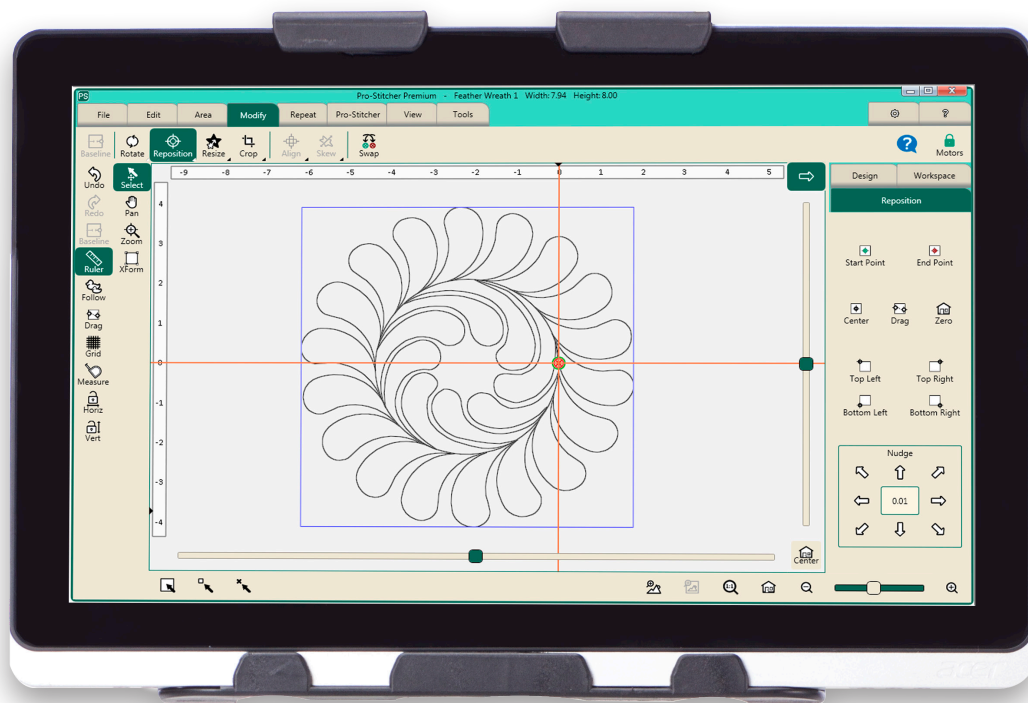 PS Pro-Stitcher Premium - Feather Wreath 1 Width: 7.94 Height: 8.00
File Edit Area Modify Repeat Pro-Stitcher View Tools ?
Baseline Rotate Reposition Resize Crop Align Skew Swap ? Motors
Undo Select
Redo Pan
Baseline Zoom
Ruler XForm
Follow
Drag
Grid
Measure
Horiz
Vert
-9 -8 -7 -6 -5 -4 -3 -2 -1 0 1 2 3 4 5
4
3
2
1
0
-1
-2
-3
-4
Center
Design Workspace
Reposition
Start Point End Point
Center Drag Zero
Top Left Top Right
Bottom Left Bottom Right
Nudge
0.01
1:1
acer